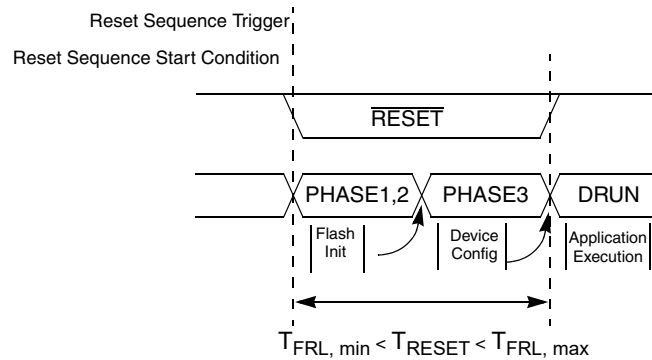 Reset Sequence Trigger
Reset Sequence Start Condition
RESET
PHASE1,2 PHASE3 DRUN
Flash Init
Device Config
Application Execution
TFRL, min < TRESET < TFRL, max